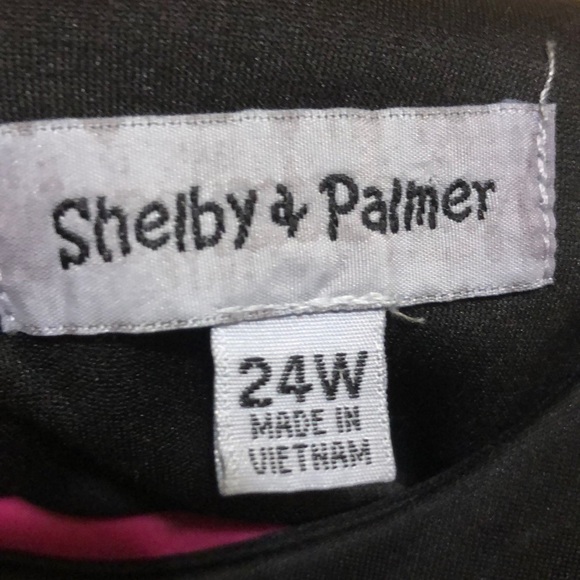 Shelby & Palmer
24W
MADE IN
VIETNAM